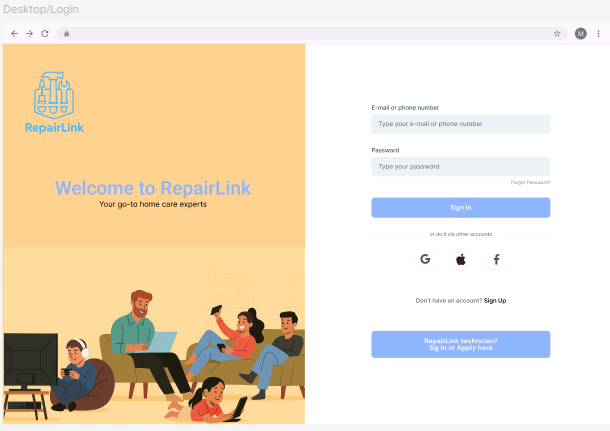 Desktop/Login
M
RepairLink
Welcome to RepairLink
Your go-to home care experts
E-mail or phone number
Type your e-mail or phone number
Password
Type your password
Forgot Password?
Sign In
or do it via other accounts
Don't have an account? Sign Up
RepairLink techncien?
Sig In or Apply here